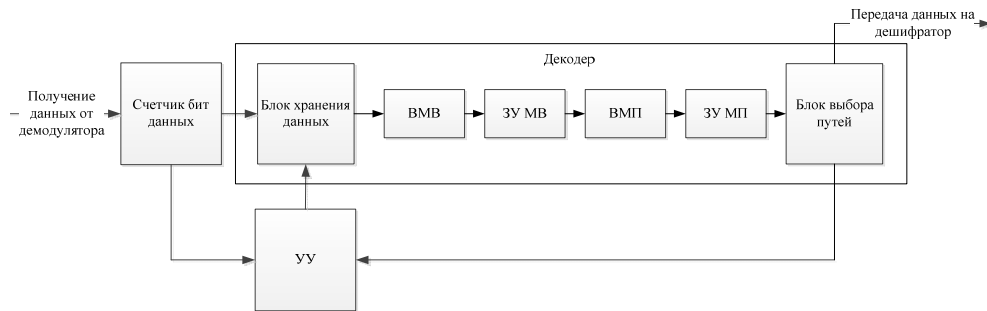 Передача данных на
дешифратор
Декодер
Получение
данных от
демодулятора
Счетчик бит
данных
Блок хранения
данных
ВМВ
ЗУ МВ
ВМП
ЗУ МП
Блок выбора
путей
УУ